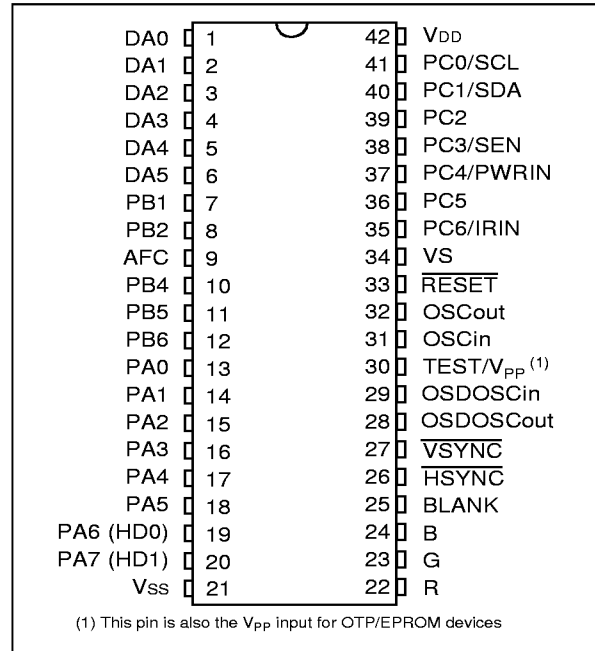 DA0 1 42 VDD
DA1 2 41 PC0/SCL
DA2 3 40 PC1/SDA
DA3 4 39 PC2
DA4 5 38 PC3/SEN
DA5 6 37 PC4/PWRIN
PB1 7 36 PC5
PB2 8 35 PC6/IRIN
AFC 9 34 VS
PB4 10 33 RESET
PB5 11 32 OSCout
PB6 12 31 OSCin
PA0 13 30 TEST/VPP (1)
PA1 14 29 OSDOSCin
PA2 15 28 OSDOSCout
PA3 16 27 VSYNC
PA4 17 26 HSYNC
PA5 18 25 BLANK
PA6 (HD0) 19 24 B
PA7 (HD1) 20 23 G
VSS 21 22 R
(1) This pin is also the VPP input for OTP/EPROM devices